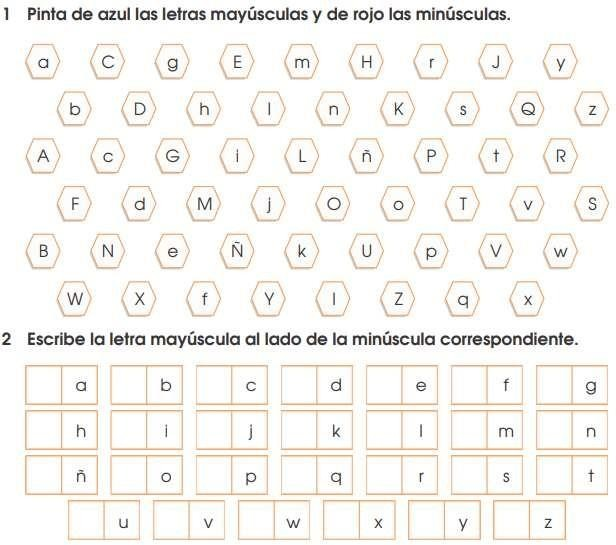 1 Pinta de azul las letras mayúsculas y de rojo las minúsculas.
a C g E m H r J y
b D h I n K s Q z
A c G i L ñ P t R
F d M j O o T v S
B N e Ñ k U p V w
W X f Y l Z q x
2 Escribe la letra mayúscula al lado de la minúscula correspondiente.
a b c d e f g
h i j k l m n
ñ o p q r s t
u v w x y z